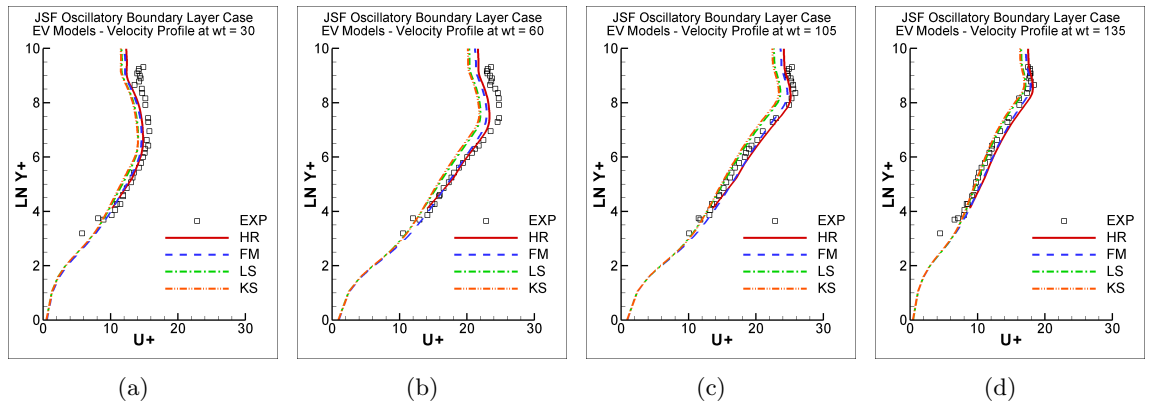 JSF Oscillatory Boundary Layer Case
EV Models - Velocity Profile at wt = 30
10
8
6
4
2
0
LN Y+
EXP
HR
FM
LS
KS
0
10
20
30
U+
(a)
JSF Oscillatory Boundary Layer Case
EV Models - Velocity Profile at wt = 60
10
8
6
4
2
0
LN Y+
EXP
HR
FM
LS
KS
0
10
20
30
U+
(b)
JSF Oscillatory Boundary Layer Case
EV Models - Velocity Profile at wt = 105
10
8
6
4
2
0
LN Y+
EXP
HR
FM
LS
KS
0
10
20
30
U+
(c)
JSF Oscillatory Boundary Layer Case
EV Models - Velocity Profile at wt = 135
10
8
6
4
2
0
LN Y+
EXP
HR
FM
LS
KS
0
10
20
30
U+
(d)